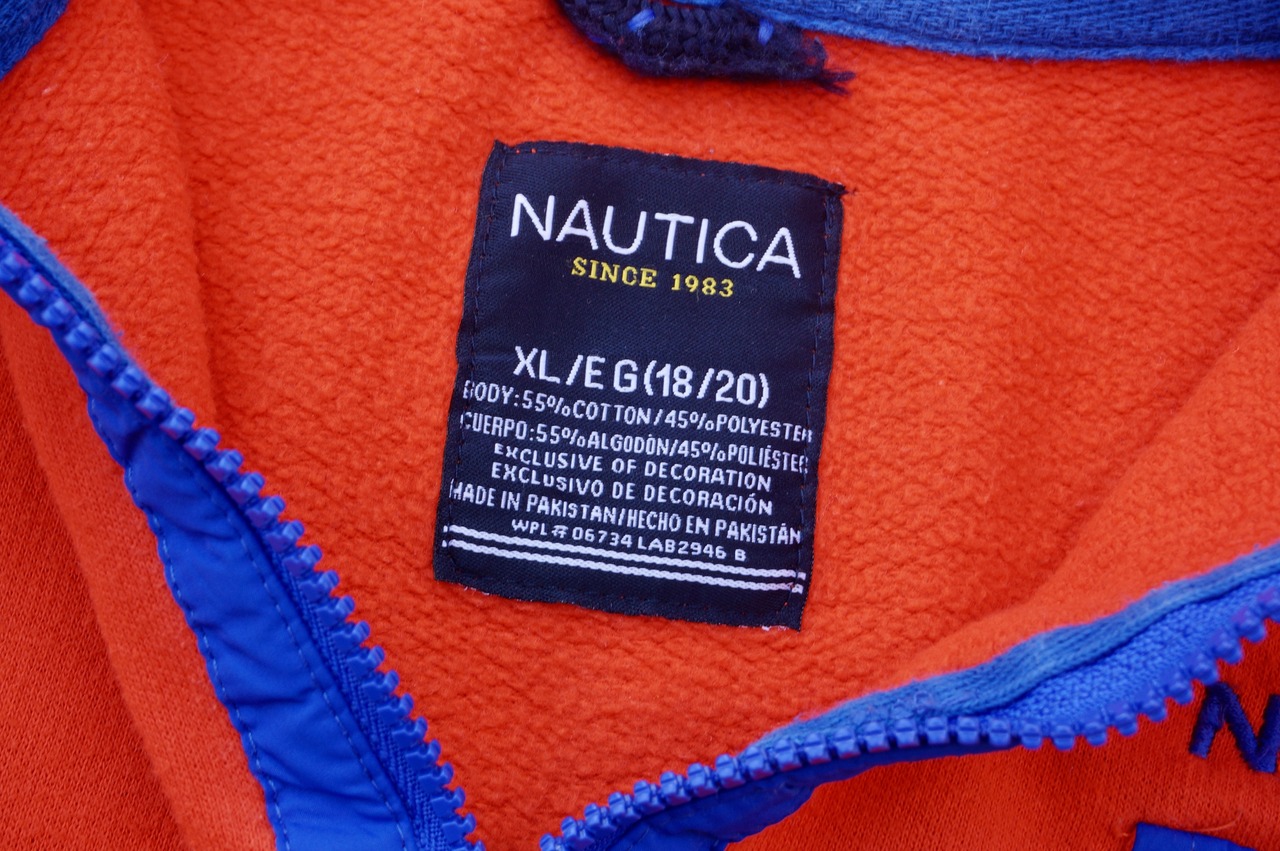 NAUTICA
SINCE 1983
XL/EG(18/20)
BODY:55%COTTON/45%POLYESTER
CUERPO:55%ALGODÓN/45%POLIÉSTER
EXCLUSIVE OF DECORATION
EXCLUSIVO DE DECORACIÓN
MADE IN PAKISTAN/HECHO EN PAKISTÁN
WPL# 06734 LAB2946 B
N